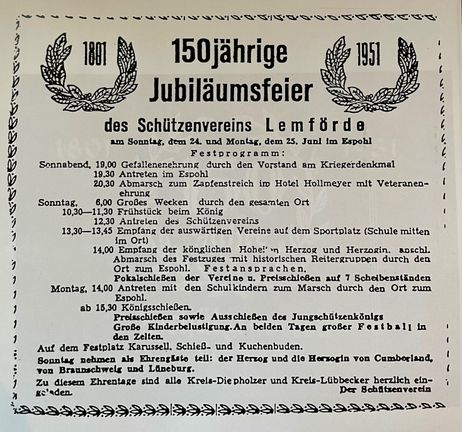 1801
150jährige
1951
Jubiläumsfeier
des Schützenvereins Lemförde
am Sonntag, dem 24. und Montag, dem 25. Juni im Espohl
Festprogramm:
Sonnabend, 19,00 Gefallenenehrung durch den Vorstand am Kriegerdenkmal
19,30 Antreten im Espohl
20,30 Abmarsch zum Zapfenstreich im Hotel Hollmeyer mit Veteranen-
ehrung
Sonntag, 6,00 Großes Wecken durch den gesamten Ort
10,30—11,30 Frühstück beim König
12,30 Antreten des Schützenvereins
13,30—13,45 Empfang der auswärtigen Vereine auf dem Sportplatz (Schule mitten
im Ort)
14,00 Empfang der könglichen Hoheiten Herzog und Herzogin, anschl.
Abmarsch des Festzuges mit historischen Reitergruppen durch den
Ort zum Espohl. Festansprachen.
Pokalschießen der Vereine u. Preisschießen auf 7 Scheibenständen
Montag, 14,00 Antreten mit den Schulkindern zum Marsch durch den Ort zum
Espohl.
ab 15,30 Königsschießen.
Preisschießen sowie Ausschießen des Jungschützenkönigs
Große Kinderbelustigung. An beiden Tagen großer Festball in
den Zelten.
Auf dem Festplatz Karussell, Schieß- und Kuchenbuden.
Sonntag nehmen als Ehrengäste teil: der Herzog und die Herzogin von Cumberland,
von Braunschweig und Lüneburg.
Zu diesem Ehrentage sind alle Kreis-Diepholzer und Kreis-Lübbecker herzlich ein-
geladen. Der Schützenverein